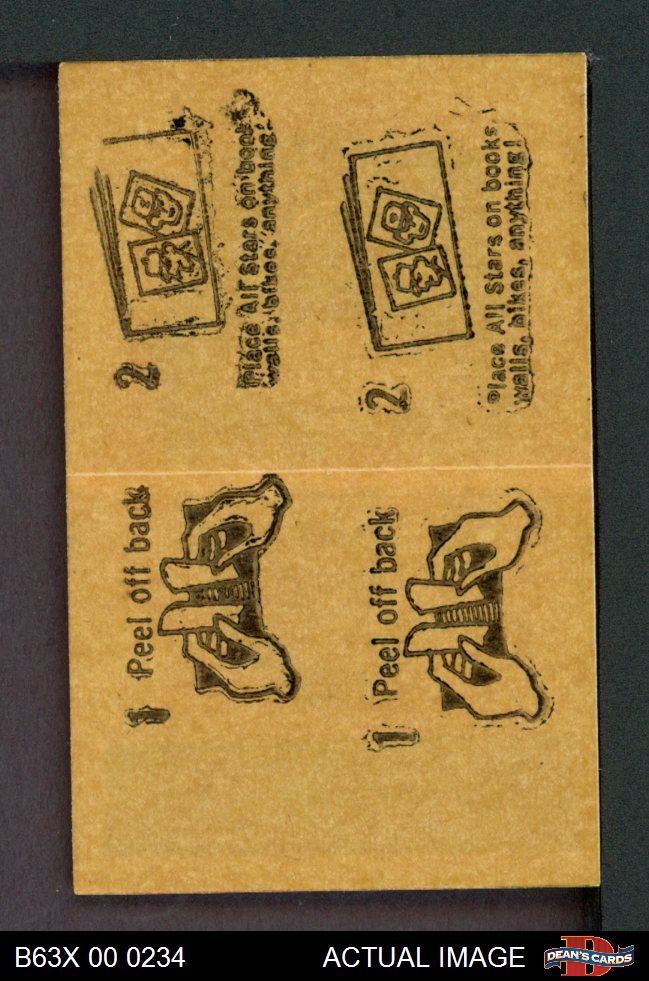 1 Peel off back
2
Place All Stars on books,
walls, bikes, anything!
1 Peel off back
2
Place All Stars on books,
walls, bikes, anything!
B63X 00 0234
ACTUAL IMAGE
DEAN'S CARDS